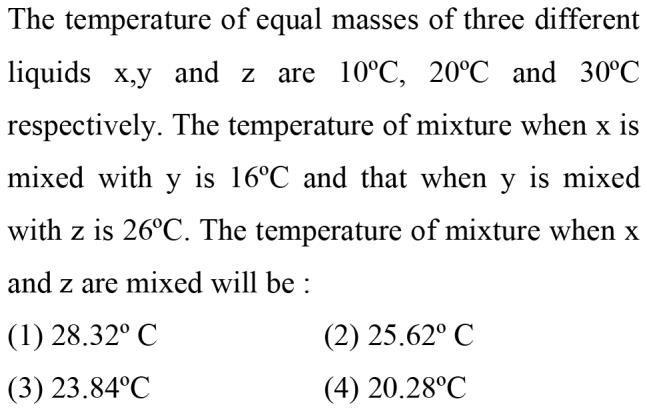 The temperature of equal masses of three different
liquids x,y and z are 10ºC, 20ºC and 30ºC
respectively. The temperature of mixture when x is
mixed with y is 16ºC and that when y is mixed
with z is 26ºC. The temperature of mixture when x
and z are mixed will be :
(1) 28.32º C (2) 25.62º C
(3) 23.84ºC (4) 20.28ºC